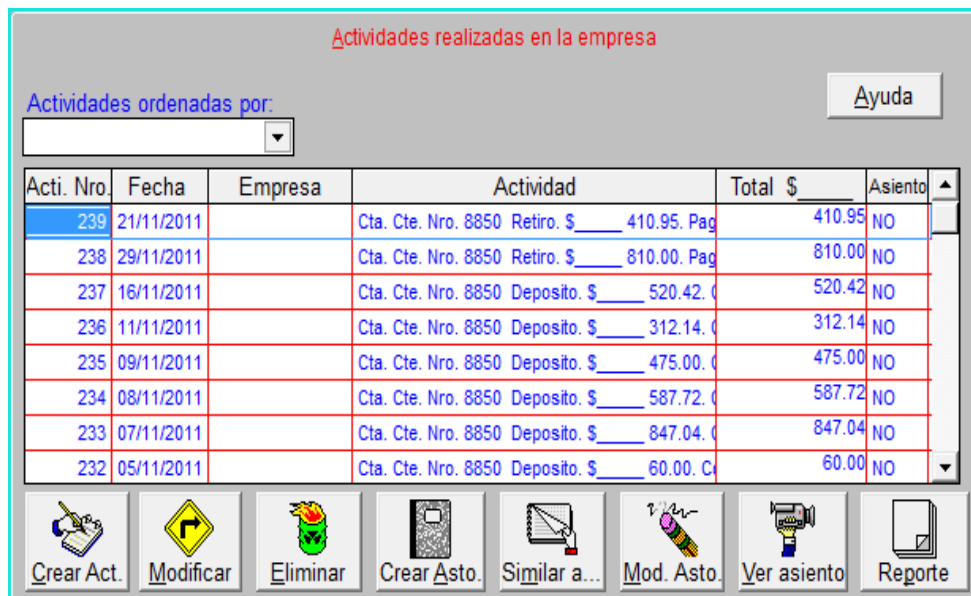 Actividades realizadas en la empresa
Ayuda
Actividades ordenadas por:
Acti. Nro. Fecha Empresa Actividad Total $____ Asiento
239 21/11/2011 Cta. Cte. Nro. 8850 Retiro. $_____ 410.95. Pag 410.95 NO
238 29/11/2011 Cta. Cte. Nro. 8850 Retiro. $_____ 810.00. Pag 810.00 NO
237 16/11/2011 Cta. Cte. Nro. 8850 Deposito. $_____ 520.42. 520.42 NO
236 11/11/2011 Cta. Cte. Nro. 8850 Deposito. $_____ 312.14. 312.14 NO
235 09/11/2011 Cta. Cte. Nro. 8850 Deposito. $_____ 475.00. 475.00 NO
234 08/11/2011 Cta. Cte. Nro. 8850 Deposito. $_____ 587.72. 587.72 NO
233 07/11/2011 Cta. Cte. Nro. 8850 Deposito. $_____ 847.04. 847.04 NO
232 05/11/2011 Cta. Cte. Nro. 8850 Deposito. $_____ 60.00. 60.00 NO
Crear Act. Modificar Eliminar Crear Asto. Similar a... Mod. Asto. Ver asiento Reporte